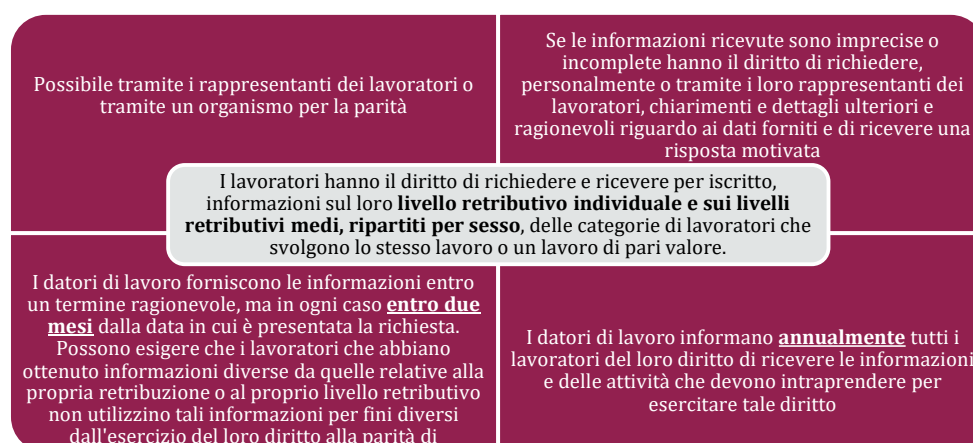 Possibile tramite i rappresentanti dei lavoratori o
tramite un organismo per la parità
Se le informazioni ricevute sono imprecise o
incomplete hanno il diritto di richiedere,
personalmente o tramite i loro rappresentanti dei
lavoratori, chiarimenti e dettagli ulteriori e
ragionevoli riguardo ai dati forniti e di ricevere una
risposta motivata
I lavoratori hanno il diritto di richiedere e ricevere per iscritto,
informazioni sul loro livello retributivo individuale e sui livelli
retributivi medi, ripartiti per sesso, delle categorie di lavoratori che
svolgono lo stesso lavoro o un lavoro di pari valore.
I datori di lavoro forniscono le informazioni entro
un termine ragionevole, ma in ogni caso entro due
mesi dalla data in cui è presentata la richiesta.
Possono esigere che i lavoratori che abbiano
ottenuto informazioni diverse da quelle relative alla
propria retribuzione o al proprio livello retributivo
non utilizzino tali informazioni per fini diversi
dall'esercizio del loro diritto alla parità di
I datori di lavoro informano annualmente tutti i
lavoratori del loro diritto di ricevere le informazioni
e delle attività che devono intraprendere per
esercitare tale diritto